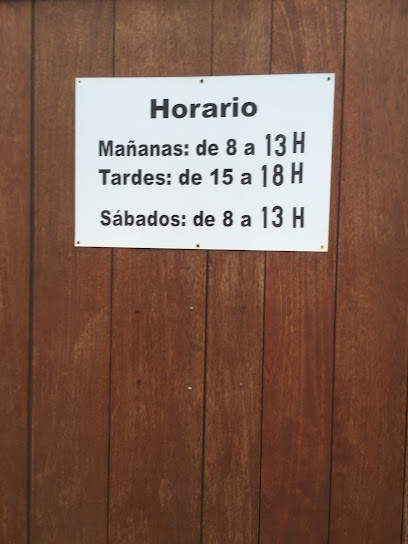 Horario
Mañanas: de 8 a 13 H
Tardes: de 15 a 18 H
Sábados: de 8 a 13 H